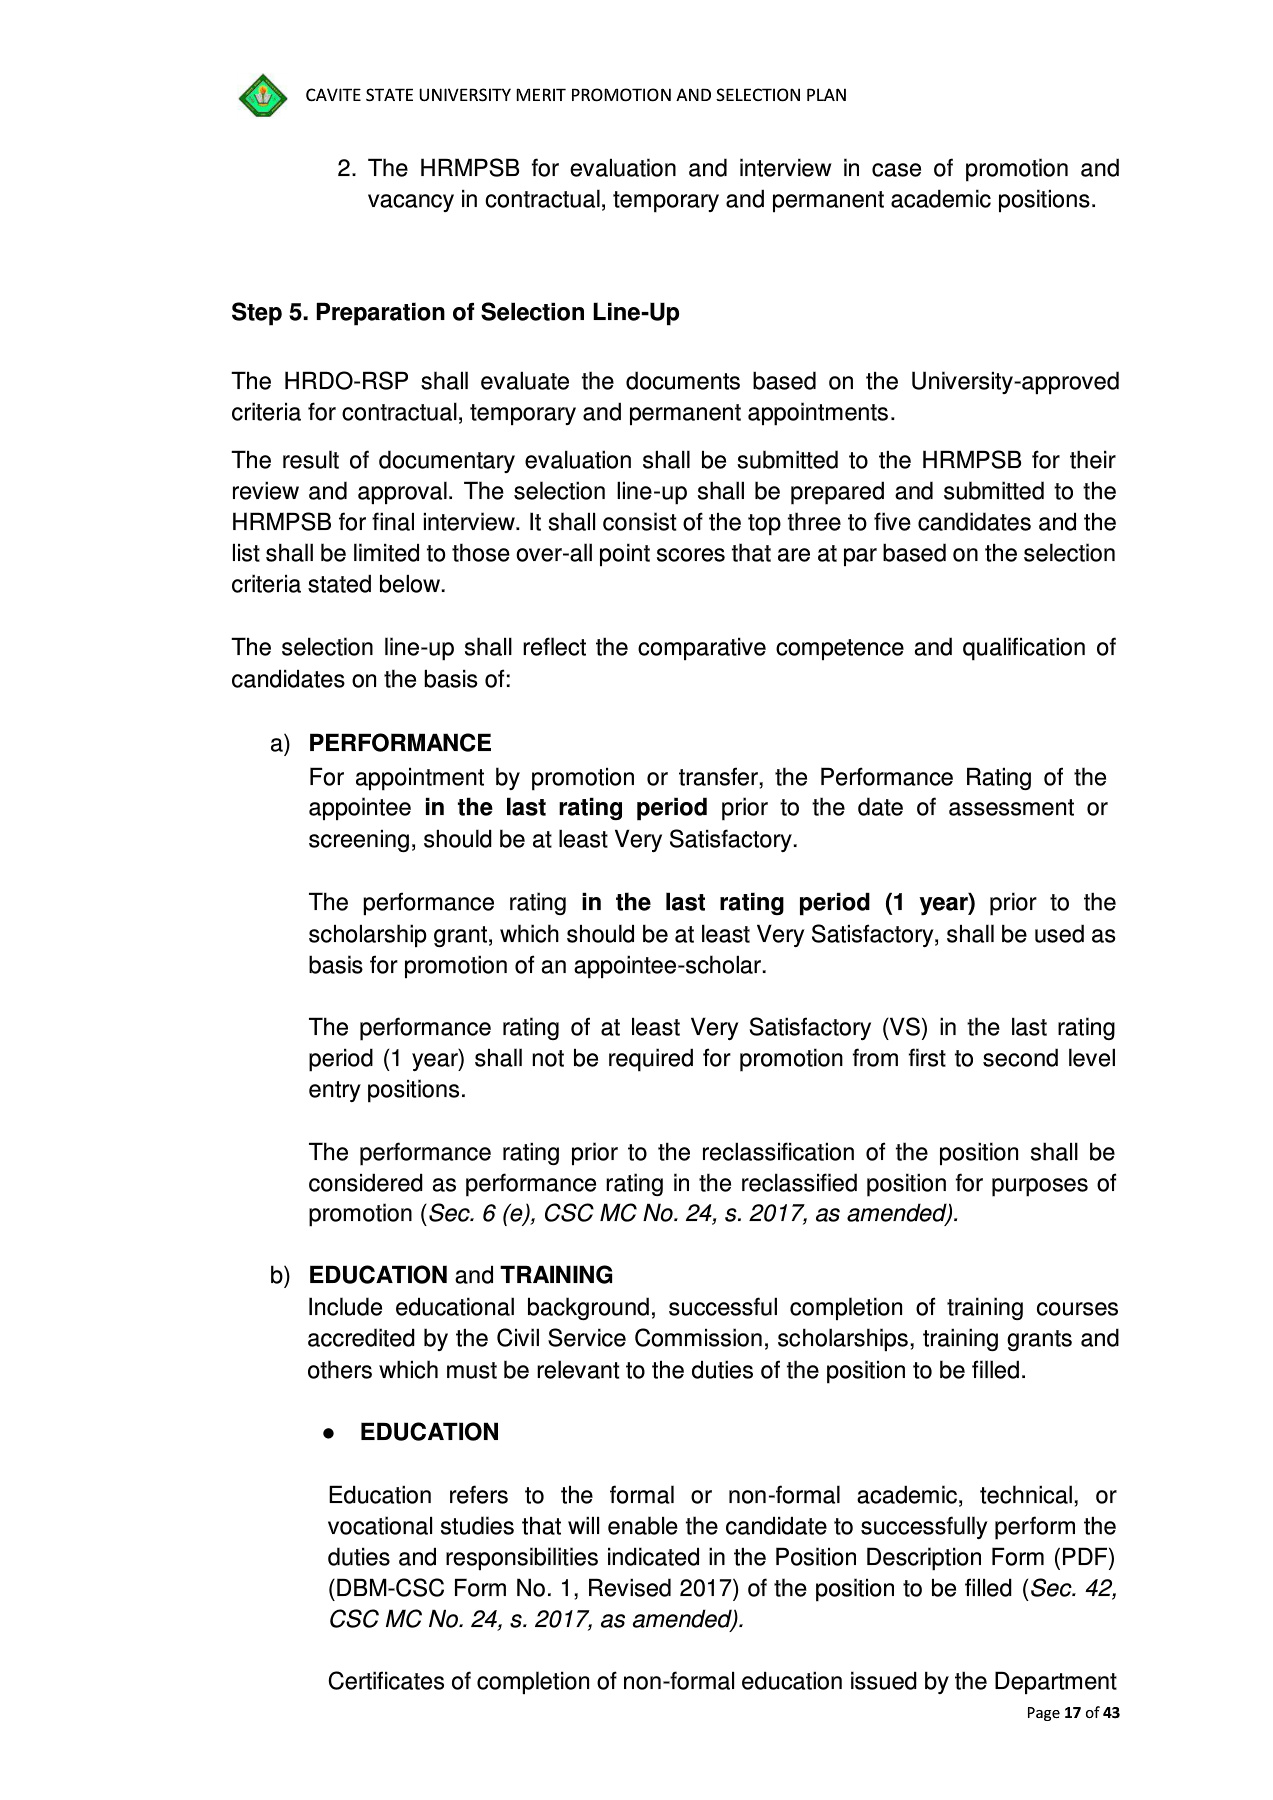 CAVITE STATE UNIVERSITY MERIT PROMOTION AND SELECTION PLAN
2. The HRMPSB for evaluation and interview in case of promotion and
vacancy in contractual, temporary and permanent academic positions.
Step 5. Preparation of Selection Line-Up
The HRDO-RSP shall evaluate the documents based on the University-approved
criteria for contractual, temporary and permanent appointments.
The result of documentary evaluation shall be submitted to the HRMPSB for their
review and approval. The selection line-up shall be prepared and submitted to the
HRMPSB for final interview. It shall consist of the top three to five candidates and the
list shall be limited to those over-all point scores that are at par based on the selection
criteria stated below.
The selection line-up shall reflect the comparative competence and qualification of
candidates on the basis of:
a) PERFORMANCE
For appointment by promotion or transfer, the Performance Rating of the
appointee in the last rating period prior to the date of assessment or
screening, should be at least Very Satisfactory.
The performance rating in the last rating period (1 year) prior to the
scholarship grant, which should be at least Very Satisfactory, shall be used as
basis for promotion of an appointee-scholar.
The performance rating of at least Very Satisfactory (VS) in the last rating
period (1 year) shall not be required for promotion from first to second level
entry positions.
The performance rating prior to the reclassification of the position shall be
considered as performance rating in the reclassified position for purposes of
promotion (Sec. 6 (e), CSC MC No. 24, s. 2017, as amended).
b) EDUCATION and TRAINING
Include educational background, successful completion of training courses
accredited by the Civil Service Commission, scholarships, training grants and
others which must be relevant to the duties of the position to be filled.
● EDUCATION
Education refers to the formal or non-formal academic, technical, or
vocational studies that will enable the candidate to successfully perform the
duties and responsibilities indicated in the Position Description Form (PDF)
(DBM-CSC Form No. 1, Revised 2017) of the position to be filled (Sec. 42,
CSC MC No. 24, s. 2017, as amended).
Certificates of completion of non-formal education issued by the Department
Page 17 of 43